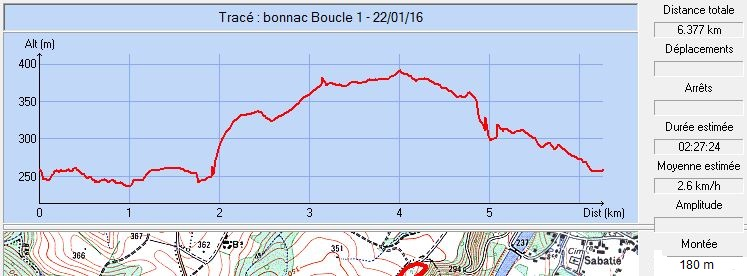 Tracé : bonnac Boucle 1 - 22/01/16
Alt (m)
400
350
300
250
0 1 2 3 4 5 Dist (km)
Distance totale
6.377 km
Déplacements
Arrêts
Durée estimée
02:27:24
Moyenne estimée
2.6 km/h
Amplitude
Montée
180 m
367
362
351
294
237
Cim
Sabatié